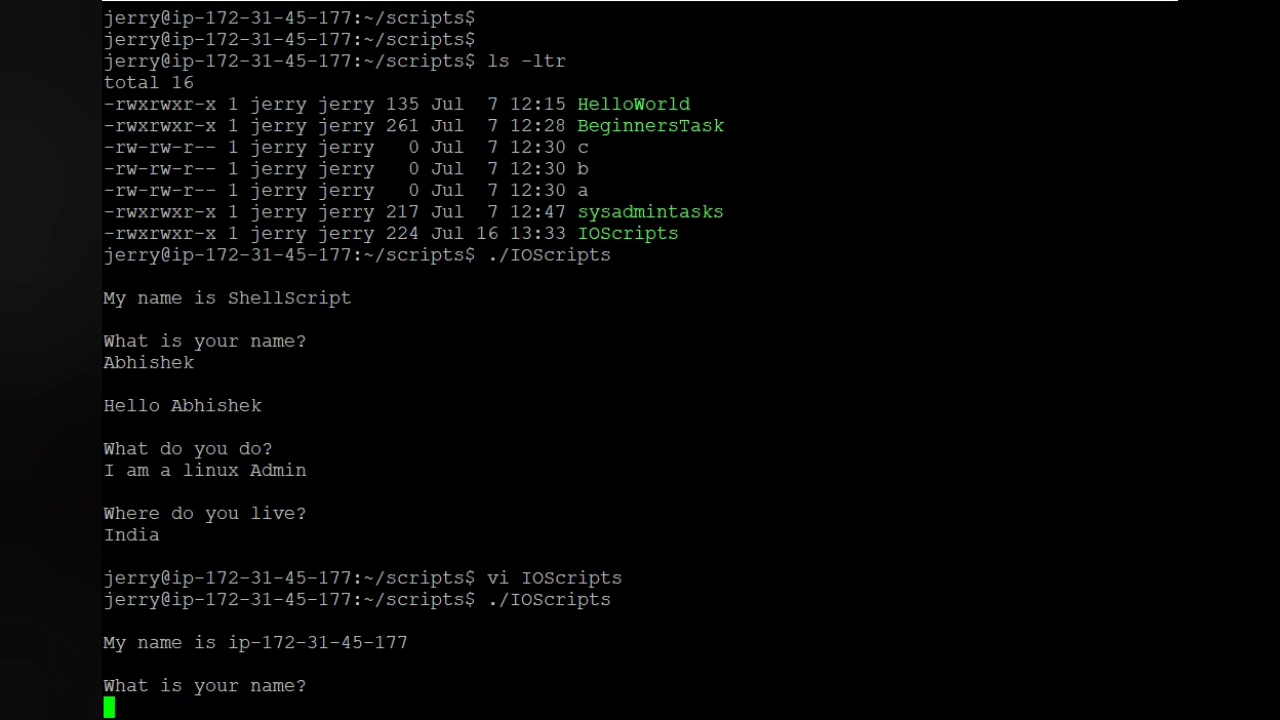 jerry@ip-172-31-45-177:~/scripts$
jerry@ip-172-31-45-177:~/scripts$
jerry@ip-172-31-45-177:~/scripts$ ls -ltr
total 16
-rwxrwxr-x 1 jerry jerry 135 Jul  7 12:15 HelloWorld
-rwxrwxr-x 1 jerry jerry 261 Jul  7 12:28 BeginnersTask
-rw-rw-r-- 1 jerry jerry   0 Jul  7 12:30 c
-rw-rw-r-- 1 jerry jerry   0 Jul  7 12:30 b
-rw-rw-r-- 1 jerry jerry   0 Jul  7 12:30 a
-rwxrwxr-x 1 jerry jerry 217 Jul  7 12:47 sysadmintasks
-rwxrwxr-x 1 jerry jerry 224 Jul 16 13:33 IOScripts
jerry@ip-172-31-45-177:~/scripts$ ./IOScripts
My name is ShellScript
What is your name?
Abhishek
Hello Abhishek
What do you do?
I am a linux Admin
Where do you live?
India
jerry@ip-172-31-45-177:~/scripts$ vi IOScripts
jerry@ip-172-31-45-177:~/scripts$ ./IOScripts
My name is ip-172-31-45-177
What is your name?